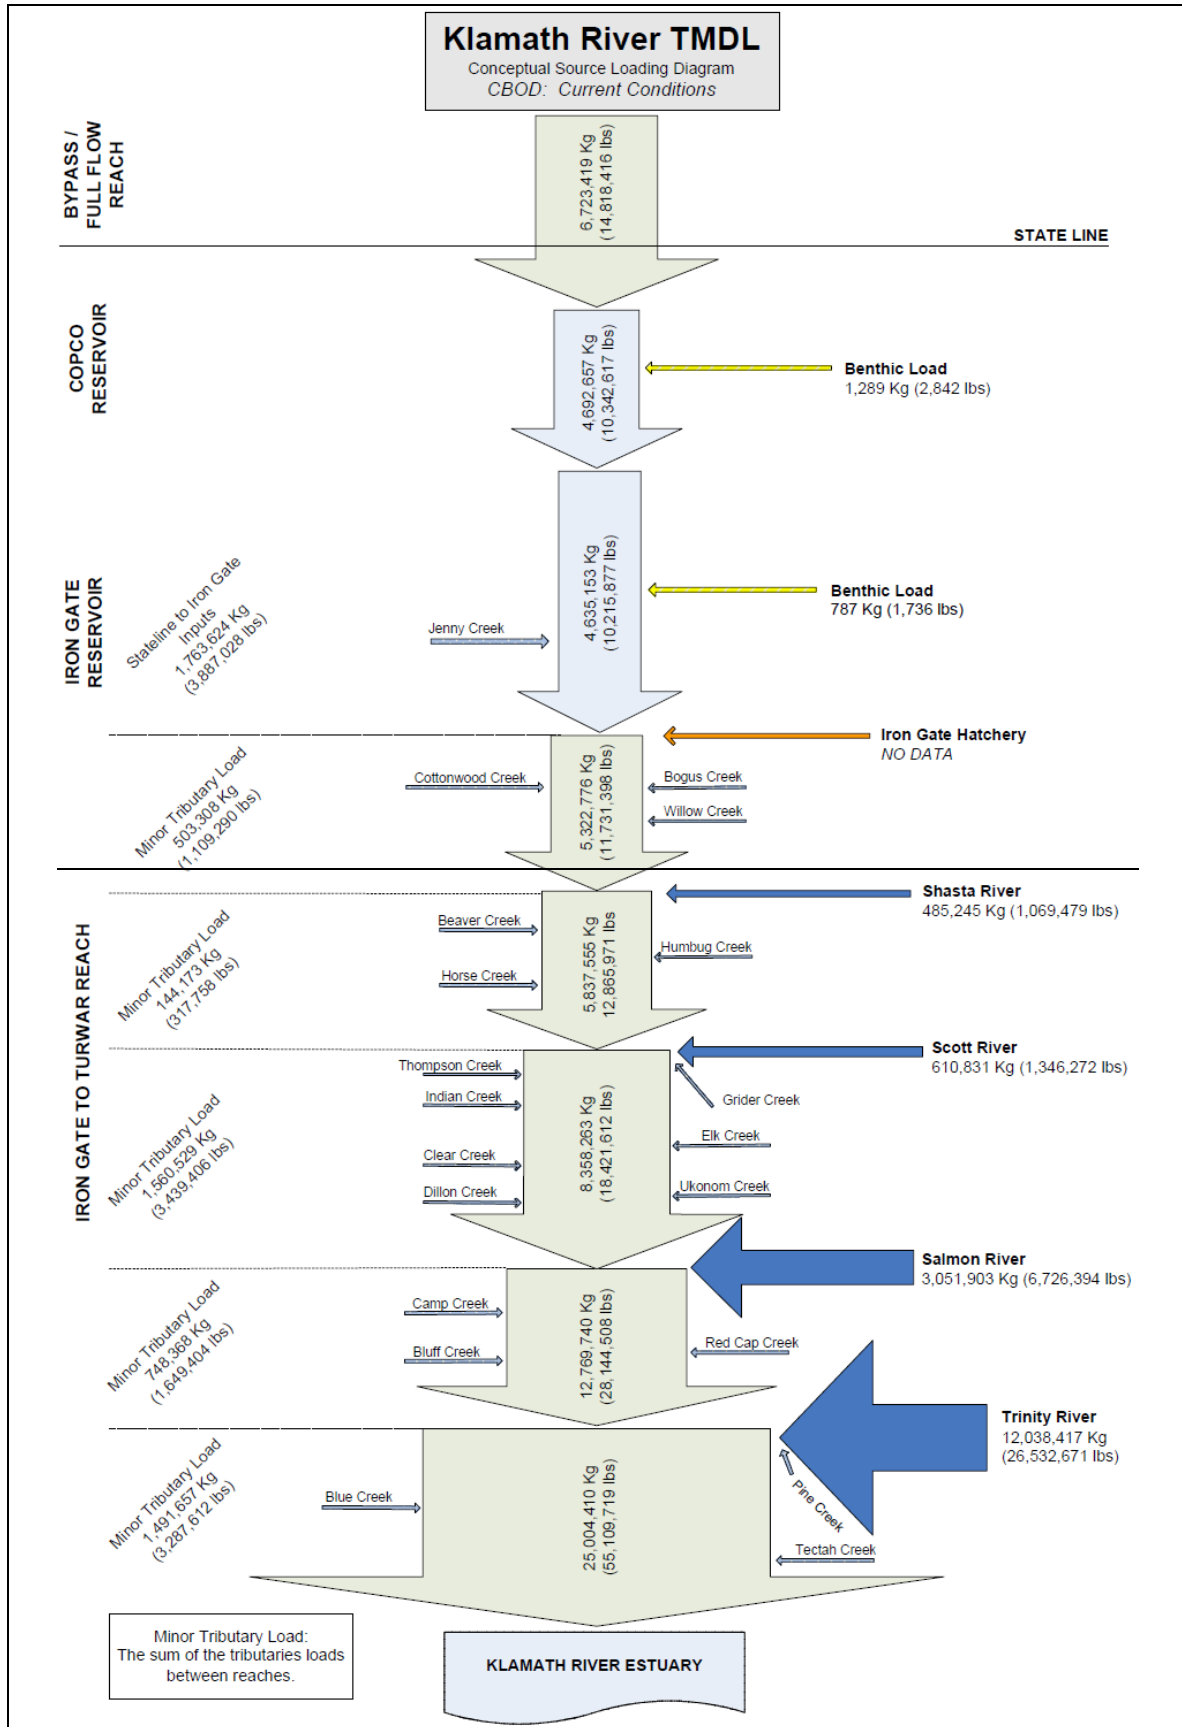 Klamath River TMDL
Conceptual Source Loading Diagram
CBOD:  Current Conditions
BYPASS /
FULL FLOW
REACH
6,723,419 Kg
(14,818,416 lbs)
STATE LINE
COPCO
RESERVOIR
4,692,657 Kg
(10,342,617 lbs)
Benthic Load
1,289 Kg (2,842 lbs)
IRON GATE
RESERVOIR
Stateline to Iron Gate
Inputs
1,763,624 Kg
(3,887,028 lbs)
Jenny Creek
4,635,153 Kg
(10,215,877 lbs)
Benthic Load
787 Kg (1,736 lbs)
Iron Gate Hatchery
NO DATA
Minor Tributary Load
503,308 Kg
(1,109,290 lbs)
Cottonwood Creek
5,322,776 Kg
(11,731,398 lbs)
Bogus Creek
Willow Creek
IRON GATE TO TURWAR REACH
Shasta River
485,245 Kg (1,069,479 lbs)
Minor Tributary Load
144,173 Kg
(317,758 lbs)
Beaver Creek
Horse Creek
5,837,555 Kg
12,865,971 lbs
Humbug Creek
Scott River
610,831 Kg (1,346,272 lbs)
Minor Tributary Load
1,560,529 Kg
(3,439,406 lbs)
Thompson Creek
Indian Creek
Clear Creek
Dillon Creek
8,358,263 Kg
(18,421,612 lbs)
Grider Creek
Elk Creek
Ukonom Creek
Salmon River
3,051,903 Kg (6,726,394 lbs)
Minor Tributary Load
748,368 Kg
(1,649,404 lbs)
Camp Creek
Bluff Creek
12,769,740 Kg
(28,144,508 lbs)
Red Cap Creek
Trinity River
12,038,417 Kg
(26,532,671 lbs)
Minor Tributary Load
1,491,657 Kg
(3,287,612 lbs)
Blue Creek
25,004,410 Kg
(55,109,719 lbs)
Pine Creek
Tectah Creek
Minor Tributary Load:
The sum of the tributaries loads
between reaches.
KLAMATH RIVER ESTUARY